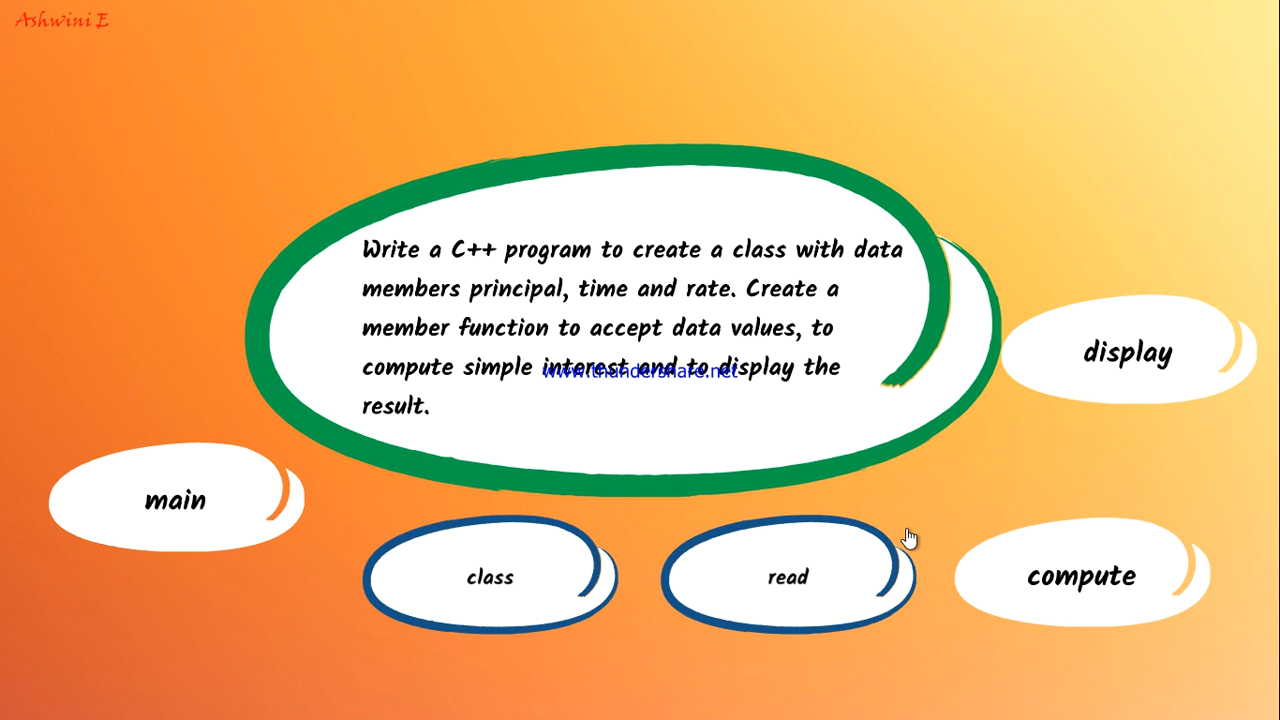 Ashwini E
Write a C++ program to create a class with data
members principal, time and rate. Create a
member function to accept data values, to
compute simple interest and to display the
result.
www.thundershare.net
display
main
class
read
compute